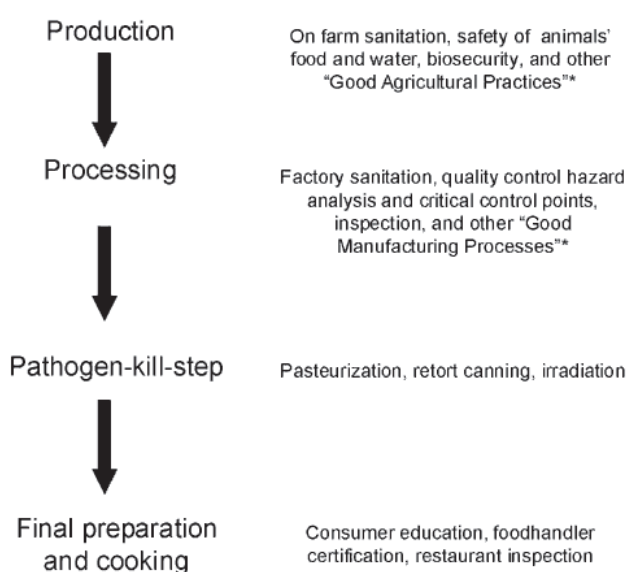 Production
On farm sanitation, safety of animals'
food and water, biosecurity, and other
“Good Agricultural Practices”*
Processing
Factory sanitation, quality control hazard
analysis and critical control points,
inspection, and other “Good
Manufacturing Processes”*
Pathogen-kill-step
Pasteurization, retort canning, irradiation
Final preparation
and cooking
Consumer education, foodhandler
certification, restaurant inspection